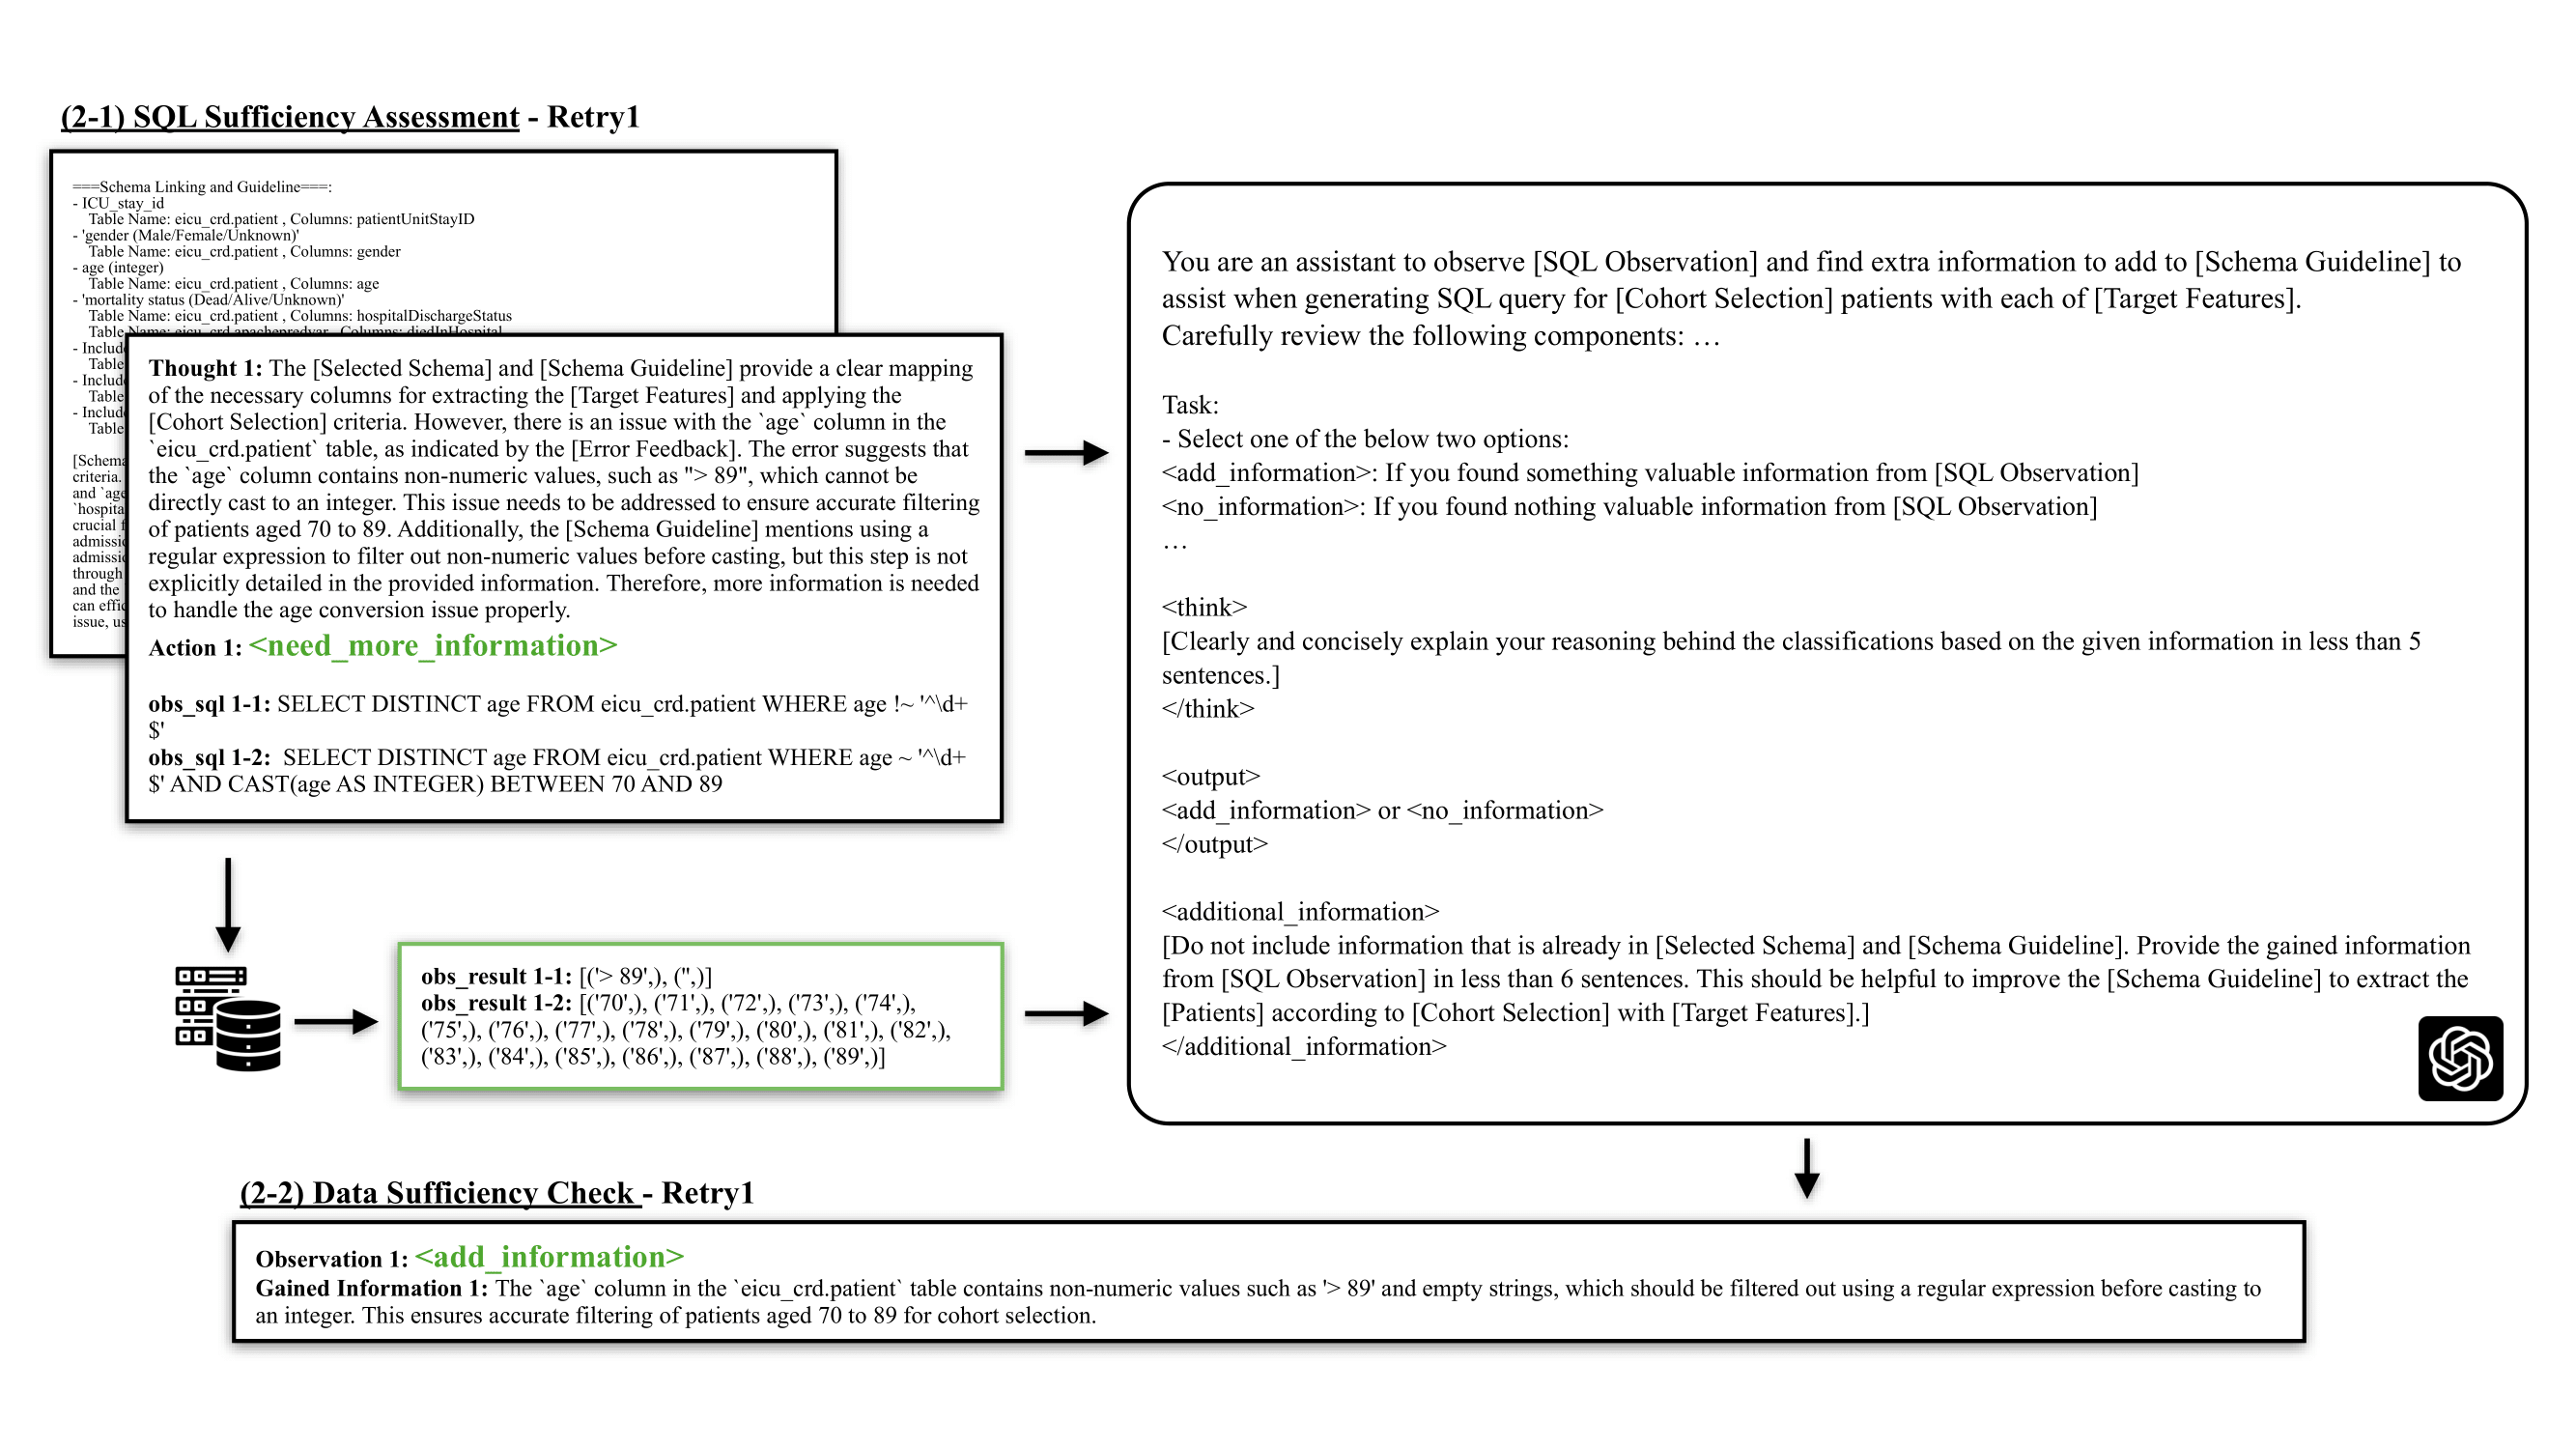 (2-1) SQL Sufficiency Assessment - Retry1
===Schema Linking and Guideline===:
- ICU_stay_id
Table Name: eicu_crd.patient , Columns: patientUnitStayID
- 'gender (Male/Female/Unknown)'
Table Name: eicu_crd.patient , Columns: gender
- age (integer)
Table Name: eicu_crd.patient , Columns: age
- 'mortality status (Dead/Alive/Unknown)'
Table Name: eicu_crd.patient , Columns: hospitalDischargeStatus
Table Name: eicu_crd.apachepredvar , Columns: diedInHospital
- Include
Table
- Include
Table
- Include
Table
[Schema
criteria.
and `age
`hospita
crucial f
admissi
admissi
through
and the
can effic
issue, us
Thought 1: The [Selected Schema] and [Schema Guideline] provide a clear mapping
of the necessary columns for extracting the [Target Features] and applying the
[Cohort Selection] criteria. However, there is an issue with the `age` column in the
`eicu_crd.patient` table, as indicated by the [Error Feedback]. The error suggests that
the `age` column contains non-numeric values, such as "> 89", which cannot be
directly cast to an integer. This issue needs to be addressed to ensure accurate filtering
of patients aged 70 to 89. Additionally, the [Schema Guideline] mentions using a
regular expression to filter out non-numeric values before casting, but this step is not
explicitly detailed in the provided information. Therefore, more information is needed
to handle the age conversion issue properly.
Action 1: <need_more_information>
obs_sql 1-1: SELECT DISTINCT age FROM eicu_crd.patient WHERE age !~ '^\d+
$'
obs_sql 1-2: SELECT DISTINCT age FROM eicu_crd.patient WHERE age ~ '^\d+
$' AND CAST(age AS INTEGER) BETWEEN 70 AND 89
obs_result 1-1: [('> 89',), ('',)]
obs_result 1-2: [('70',), ('71',), ('72',), ('73',), ('74',),
('75',), ('76',), ('77',), ('78',), ('79',), ('80',), ('81',), ('82',),
('83',), ('84',), ('85',), ('86',), ('87',), ('88',), ('89',)]
You are an assistant to observe [SQL Observation] and find extra information to add to [Schema Guideline] to
assist when generating SQL query for [Cohort Selection] patients with each of [Target Features].
Carefully review the following components: …
Task:
- Select one of the below two options:
<add_information>: If you found something valuable information from [SQL Observation]
<no_information>: If you found nothing valuable information from [SQL Observation]
…
<think>
[Clearly and concisely explain your reasoning behind the classifications based on the given information in less than 5
sentences.]
</think>
<output>
<add_information> or <no_information>
</output>
<additional_information>
[Do not include information that is already in [Selected Schema] and [Schema Guideline]. Provide the gained information
from [SQL Observation] in less than 6 sentences. This should be helpful to improve the [Schema Guideline] to extract the
[Patients] according to [Cohort Selection] with [Target Features].]
</additional_information>
(2-2) Data Sufficiency Check - Retry1
Observation 1: <add_information>
Gained Information 1: The `age` column in the `eicu_crd.patient` table contains non-numeric values such as '> 89' and empty strings, which should be filtered out using a regular expression before casting to
an integer. This ensures accurate filtering of patients aged 70 to 89 for cohort selection.